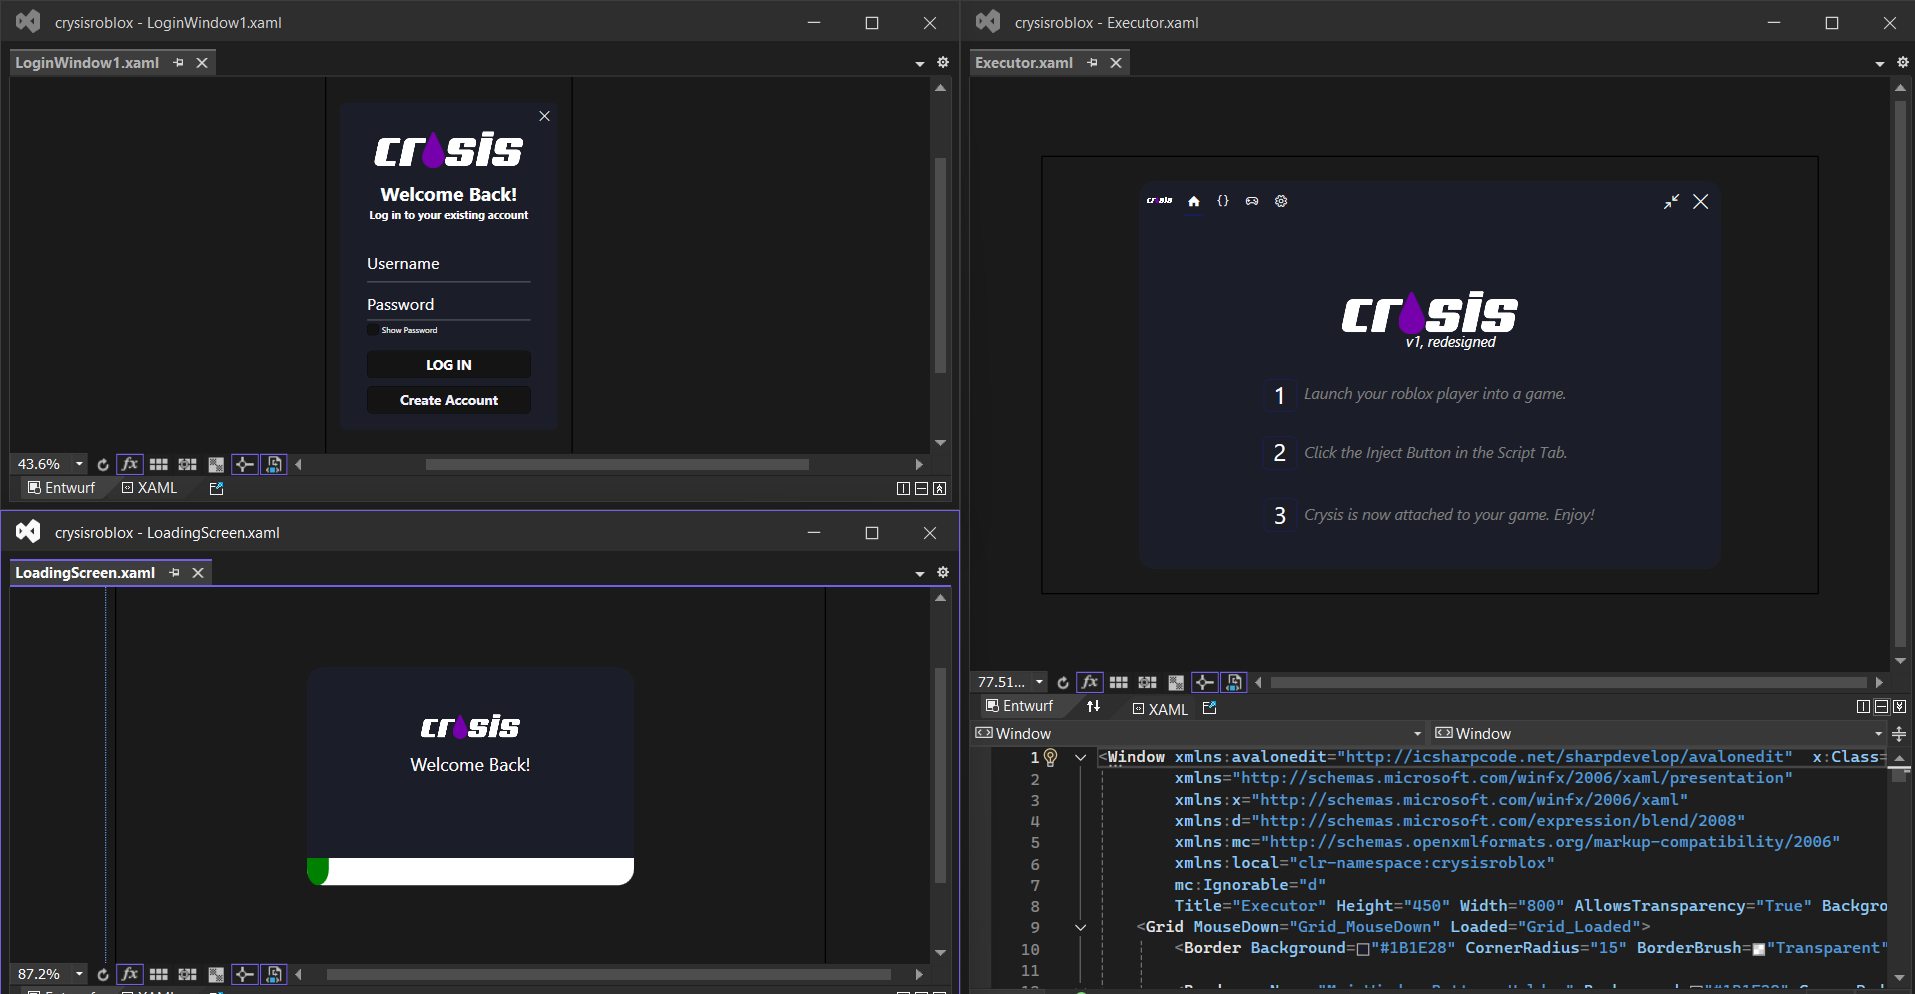 crysisroblox - LoginWindow1.xaml
LoginWindow1.xaml
crysis
Welcome Back!
Log in to your existing account
Username
Password
Show Password
LOG IN
Create Account
43.6%
fx
Entwurf
XAML
crysisroblox - LoadingScreen.xaml
LoadingScreen.xaml
crysis
Welcome Back!
87.2%
fx
crysisroblox - Executor.xaml
Executor.xaml
crysis
{}
crysis
v1, redesigned
1 Launch your roblox player into a game.
2 Click the Inject Button in the Script Tab.
3 Crysis is now attached to your game. Enjoy!
77.51...
fx
Entwurf
XAML
Window
Window
1 <Window xmlns:avalonedit="http://icsharpcode.net/sharpdevelop/avalonedit" x:Class=
2 xmlns="http://schemas.microsoft.com/winfx/2006/xaml/presentation"
3 xmlns:x="http://schemas.microsoft.com/winfx/2006/xaml"
4 xmlns:d="http://schemas.microsoft.com/expression/blend/2008"
5 xmlns:mc="http://schemas.openxmlformats.org/markup-compatibility/2006"
6 xmlns:local="clr-namespace:crysisroblox"
7 mc:Ignorable="d"
8 Title="Executor" Height="450" Width="800" AllowsTransparency="True" Backgro
9 <Grid MouseDown="Grid_MouseDown" Loaded="Grid_Loaded">
10 <Border Background="#1B1E28" CornerRadius="15" BorderBrush="Transparent"
11